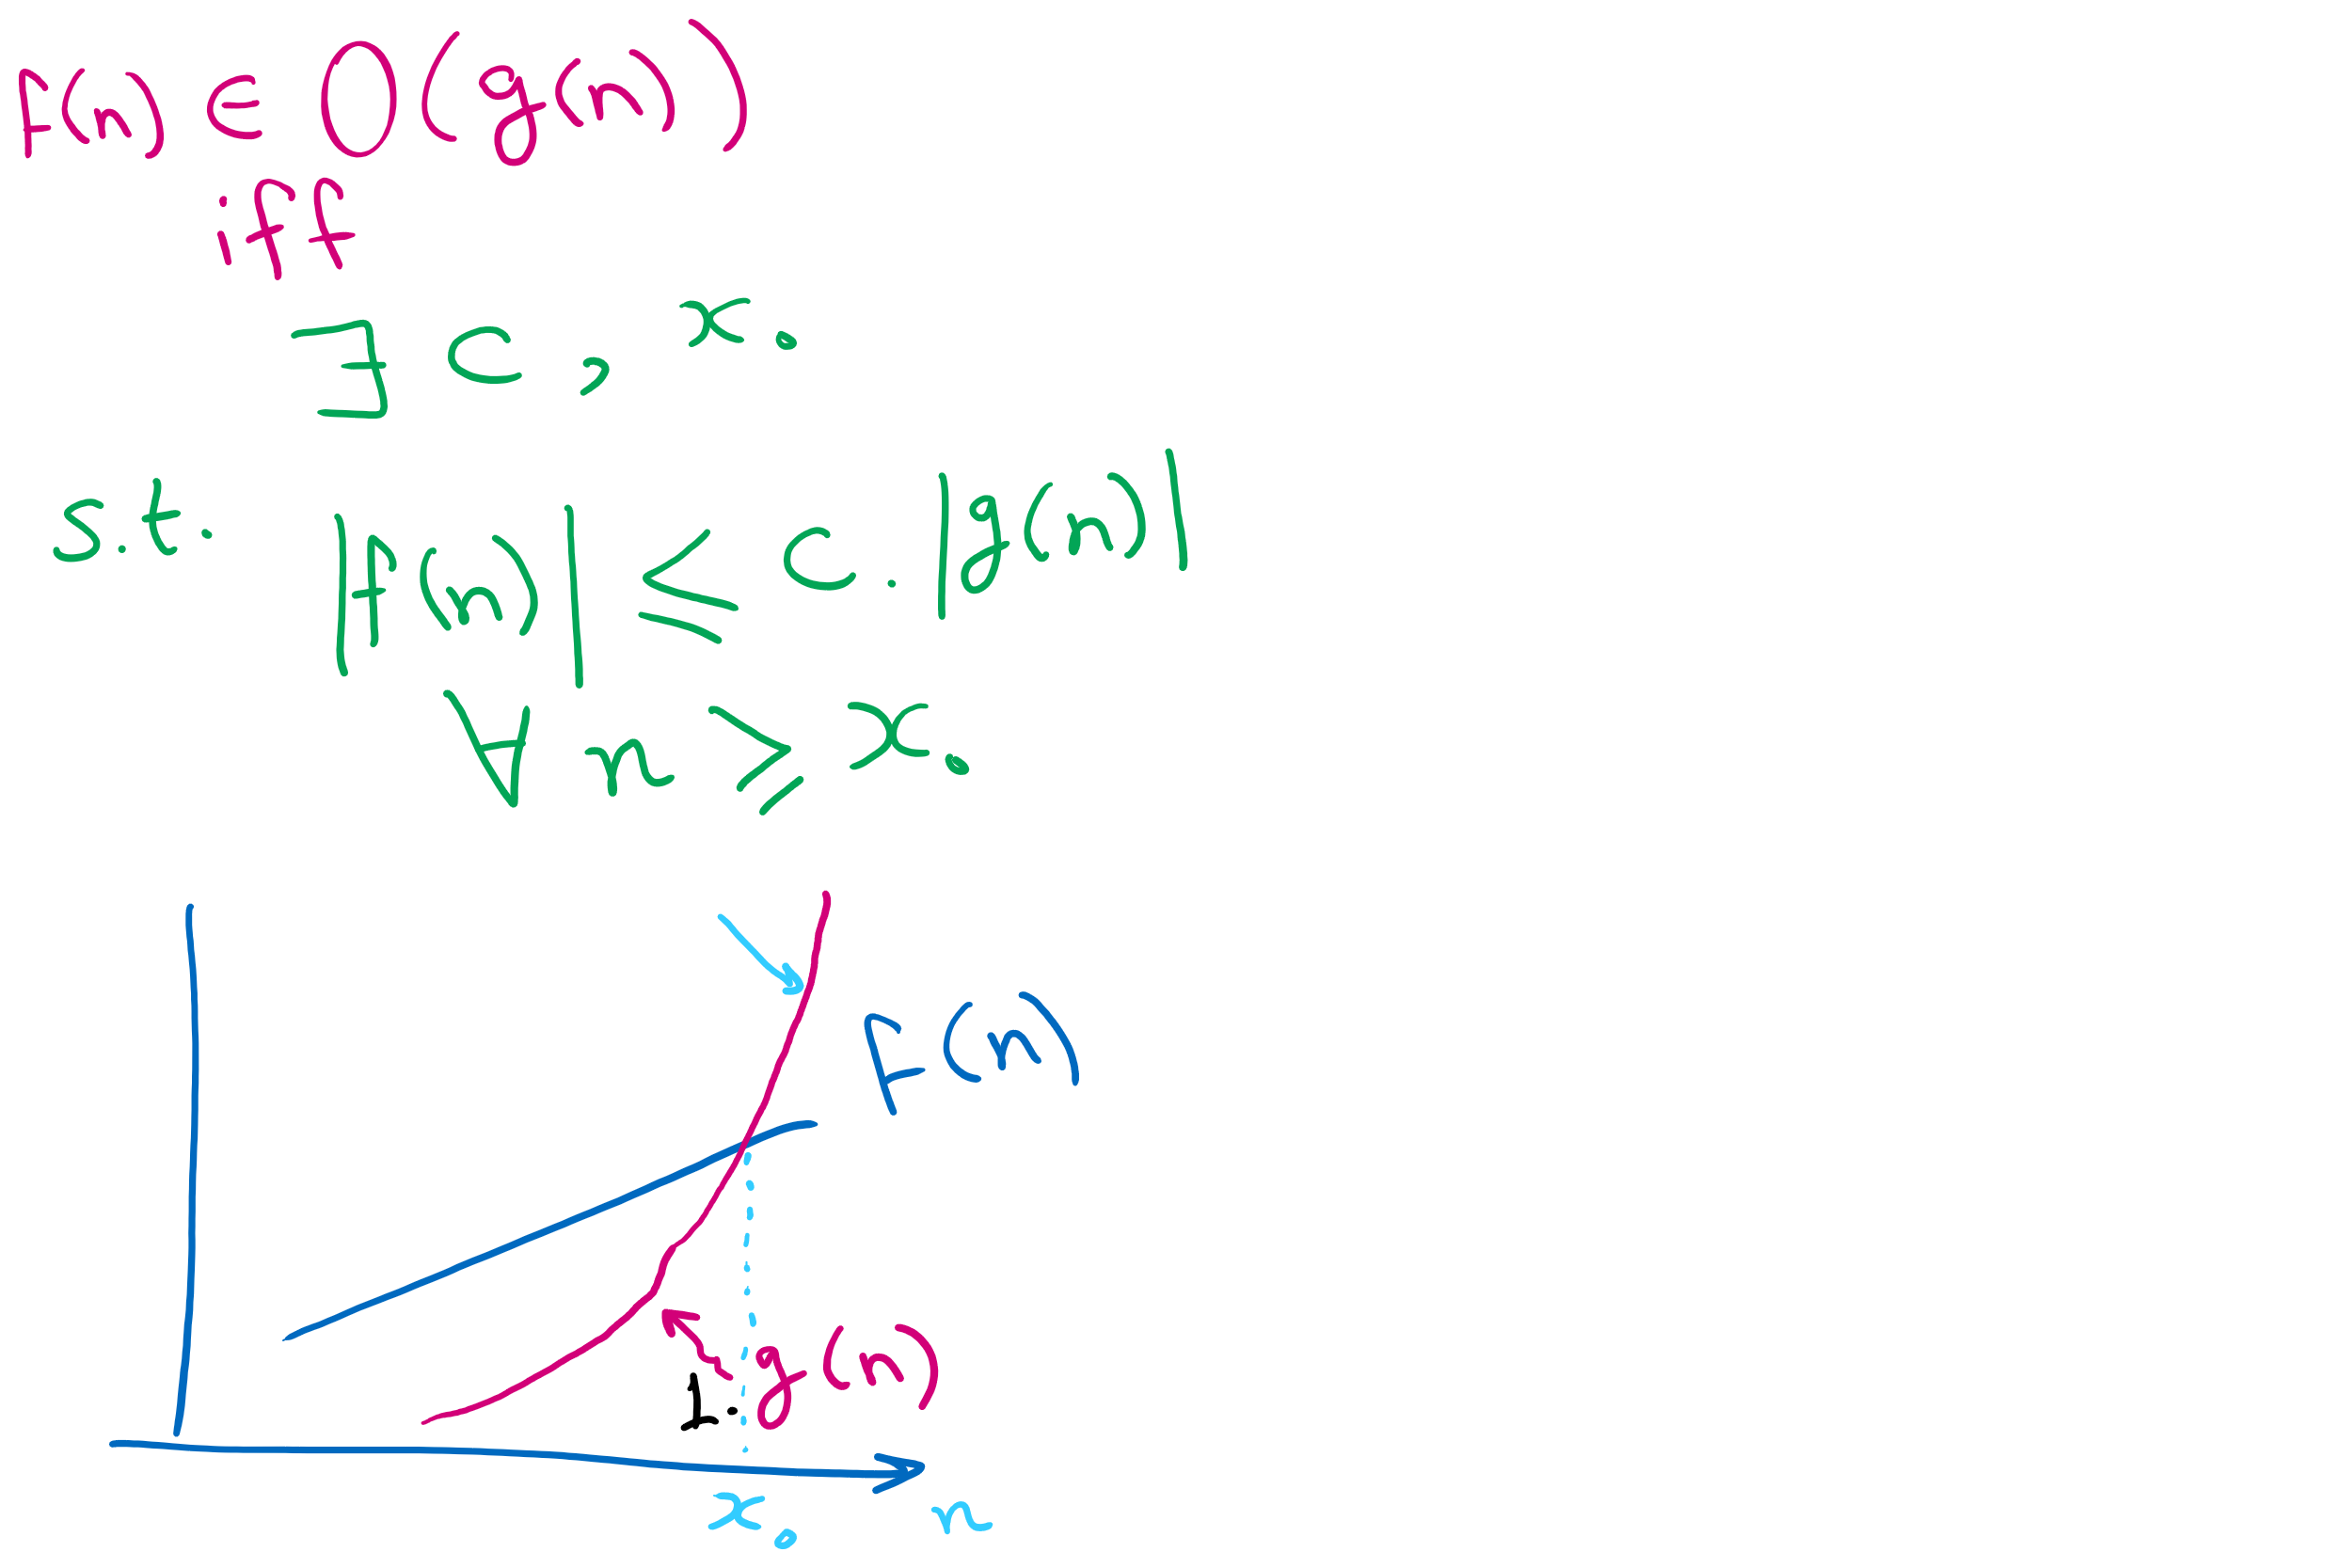 f(n) ∈ O(g(n))
iff
∃ c , x₀
s.t. |f(n)| ≤ c . |g(n)|
∀ n ≥ x₀
f(n)
1. g(n)
x₀ n